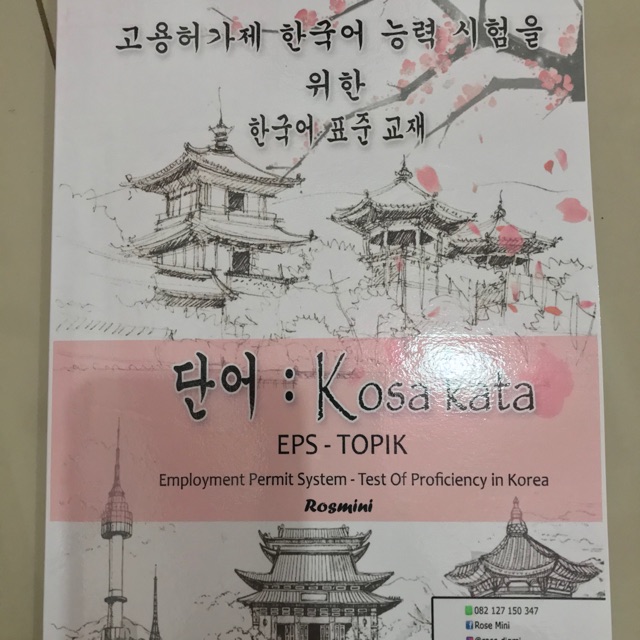 고용허가제 한국어 능력 시험을
위한
한국어 표준 교재
단어 : Kosa kata
EPS - TOPIK
Employment Permit System - Test Of Proficiency in Korea
Rosmini
082 127 150 347
Rose Mini